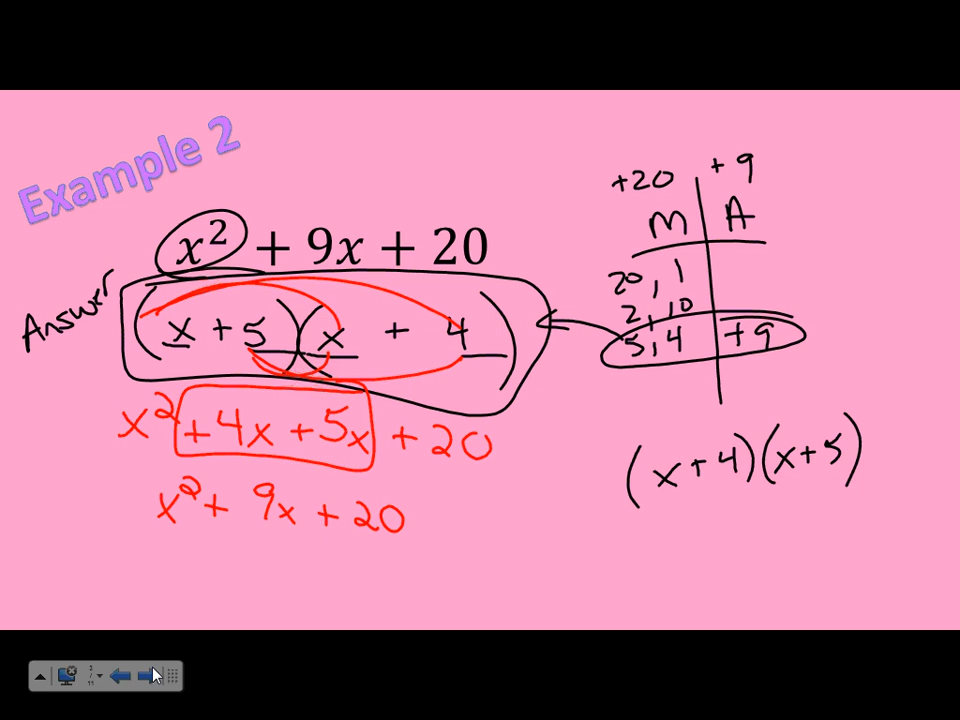 Example 2
x² + 9x + 20
Answer
(x + 5)(x + 4)
x² + 4x + 5x + 20
x² + 9x + 20
+20 +9
M A
20, 1
2, 10
5, 4 +9
(x + 4)(x + 5)